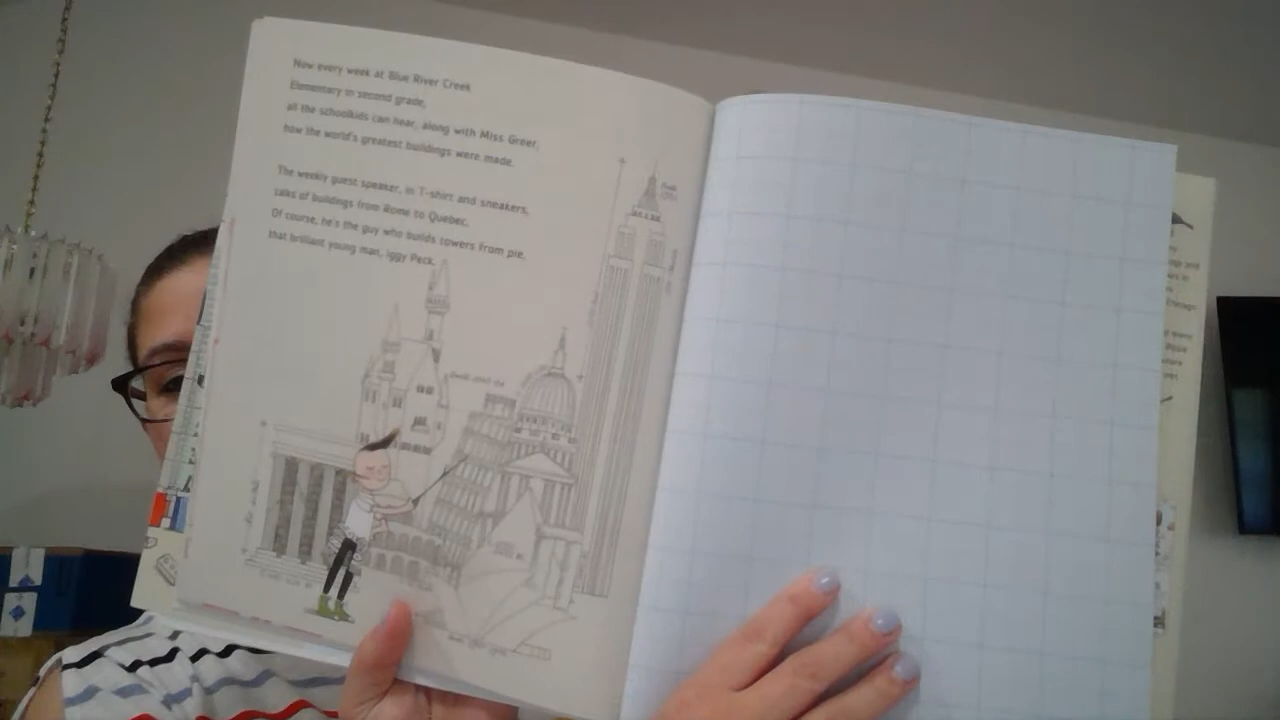 Now every week at Blue River Creek
Elementary in second grade,
all the schoolkids can hear, along with Miss Greer,
how the world's greatest buildings were made.
The weekly guest speaker, in T-shirt and sneakers,
talks of buildings from Rome to Quebec.
Of course, he's the guy who builds towers from pie,
that brilliant young man, Iggy Peck.